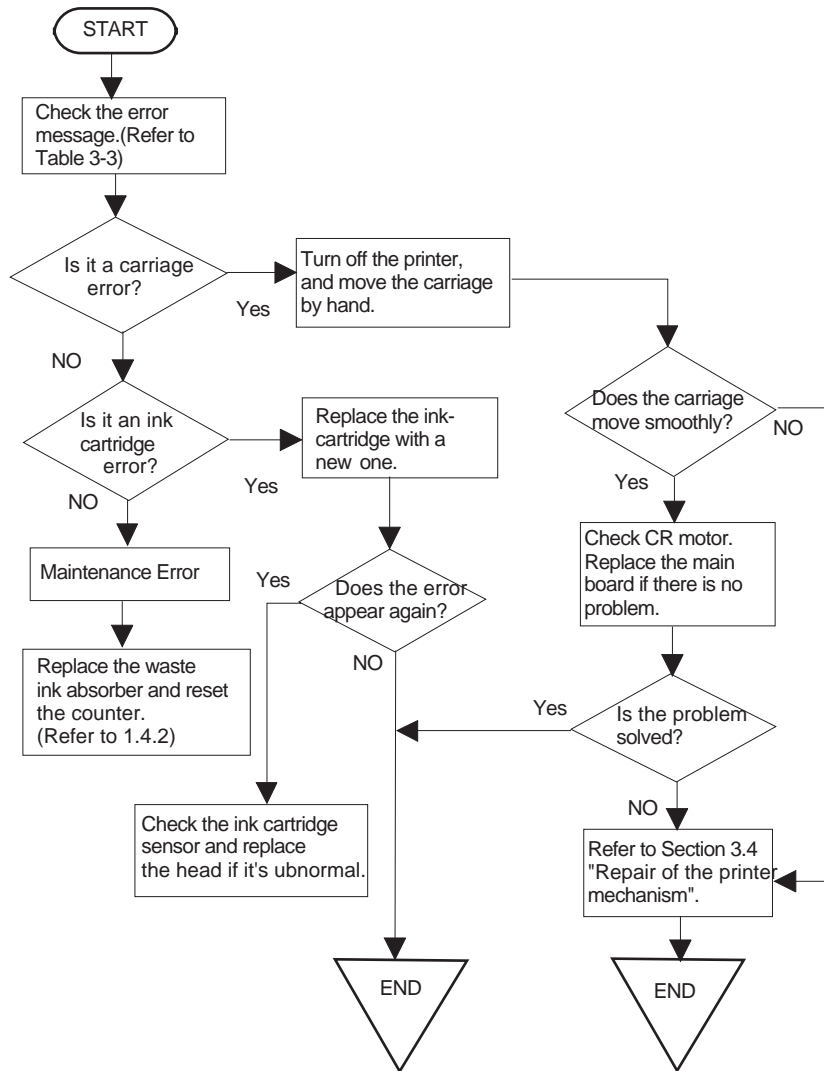 START
Check the error
message.(Refer to
Table 3-3)
Is it a carriage
error?
Yes
NO
Turn off the printer,
and move the carriage
by hand.
Does the carriage
move smoothly?
NO
Yes
Is it an ink
cartridge
error?
Yes
NO
Replace the ink-
cartridge with a
new one.
Check CR motor.
Replace the main
board if there is no
problem.
Maintenance Error
Yes
Does the error
appear again?
NO
Replace the waste
ink absorber and reset
the counter.
(Refer to 1.4.2)
Yes
Is the problem
solved?
NO
Check the ink cartridge
sensor and replace
the head if it's ubnormal.
Refer to Section 3.4
"Repair of the printer
mechanism".
END
END